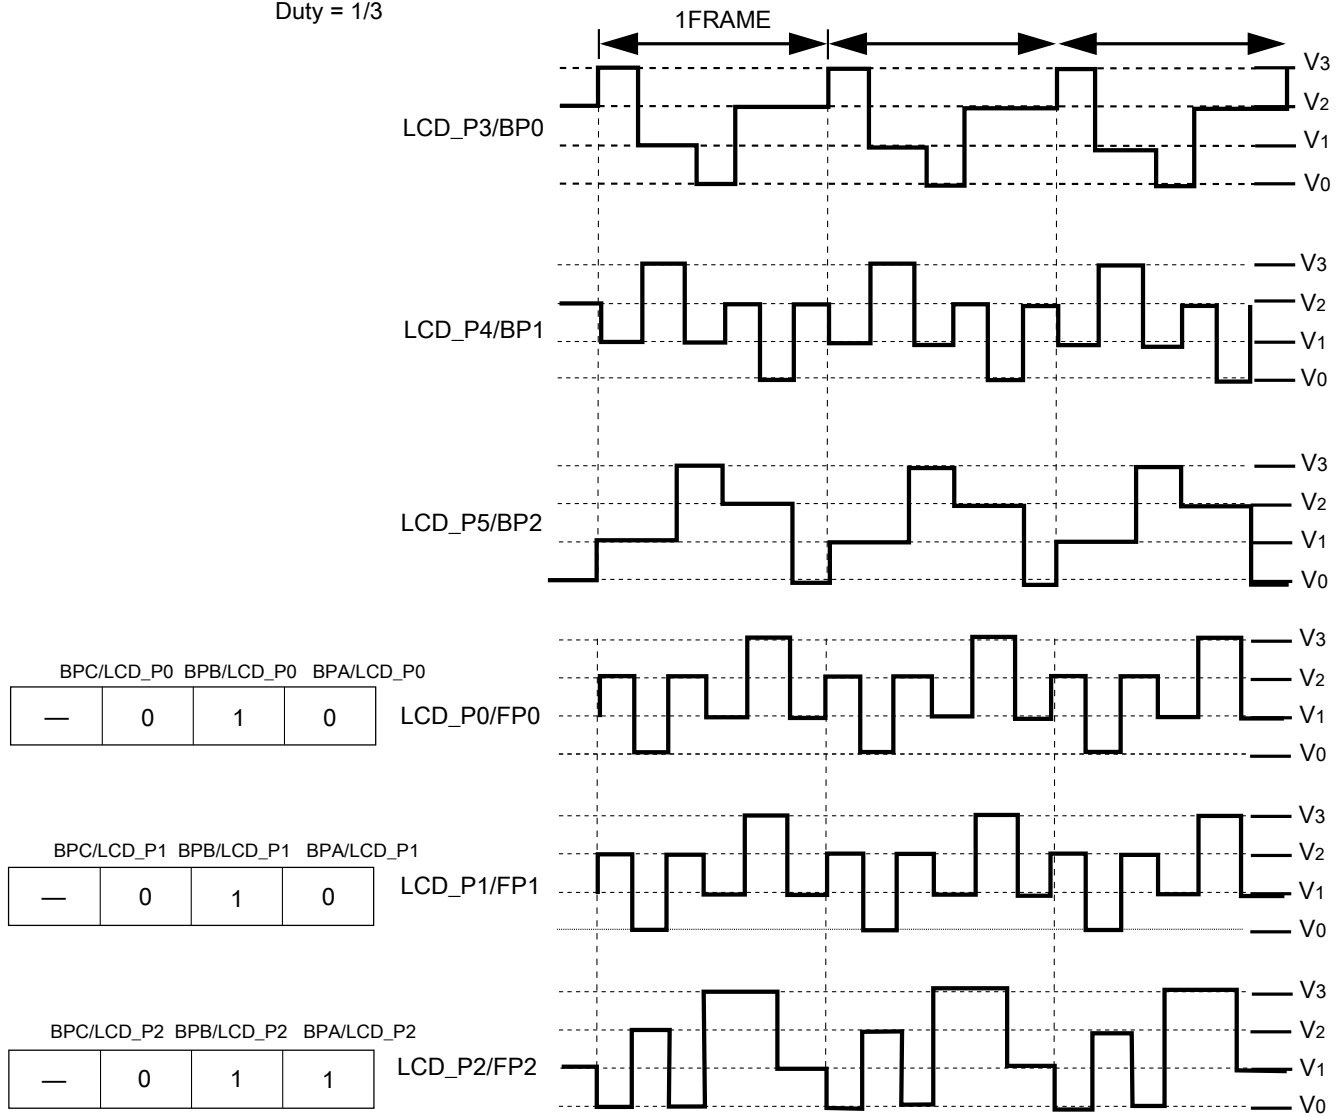 Duty = 1/3
1FRAME
LCD_P3/BP0
V3
V2
V1
V0
LCD_P4/BP1
V3
V2
V1
V0
LCD_P5/BP2
V3
V2
V1
V0
BPC/LCD_P0 BPB/LCD_P0 BPA/LCD_P0
— 0 1 0
LCD_P0/FP0
V3
V2
V1
V0
BPC/LCD_P1 BPB/LCD_P1 BPA/LCD_P1
— 0 1 0
LCD_P1/FP1
V3
V2
V1
V0
BPC/LCD_P2 BPB/LCD_P2 BPA/LCD_P2
— 0 1 1
LCD_P2/FP2
V3
V2
V1
V0